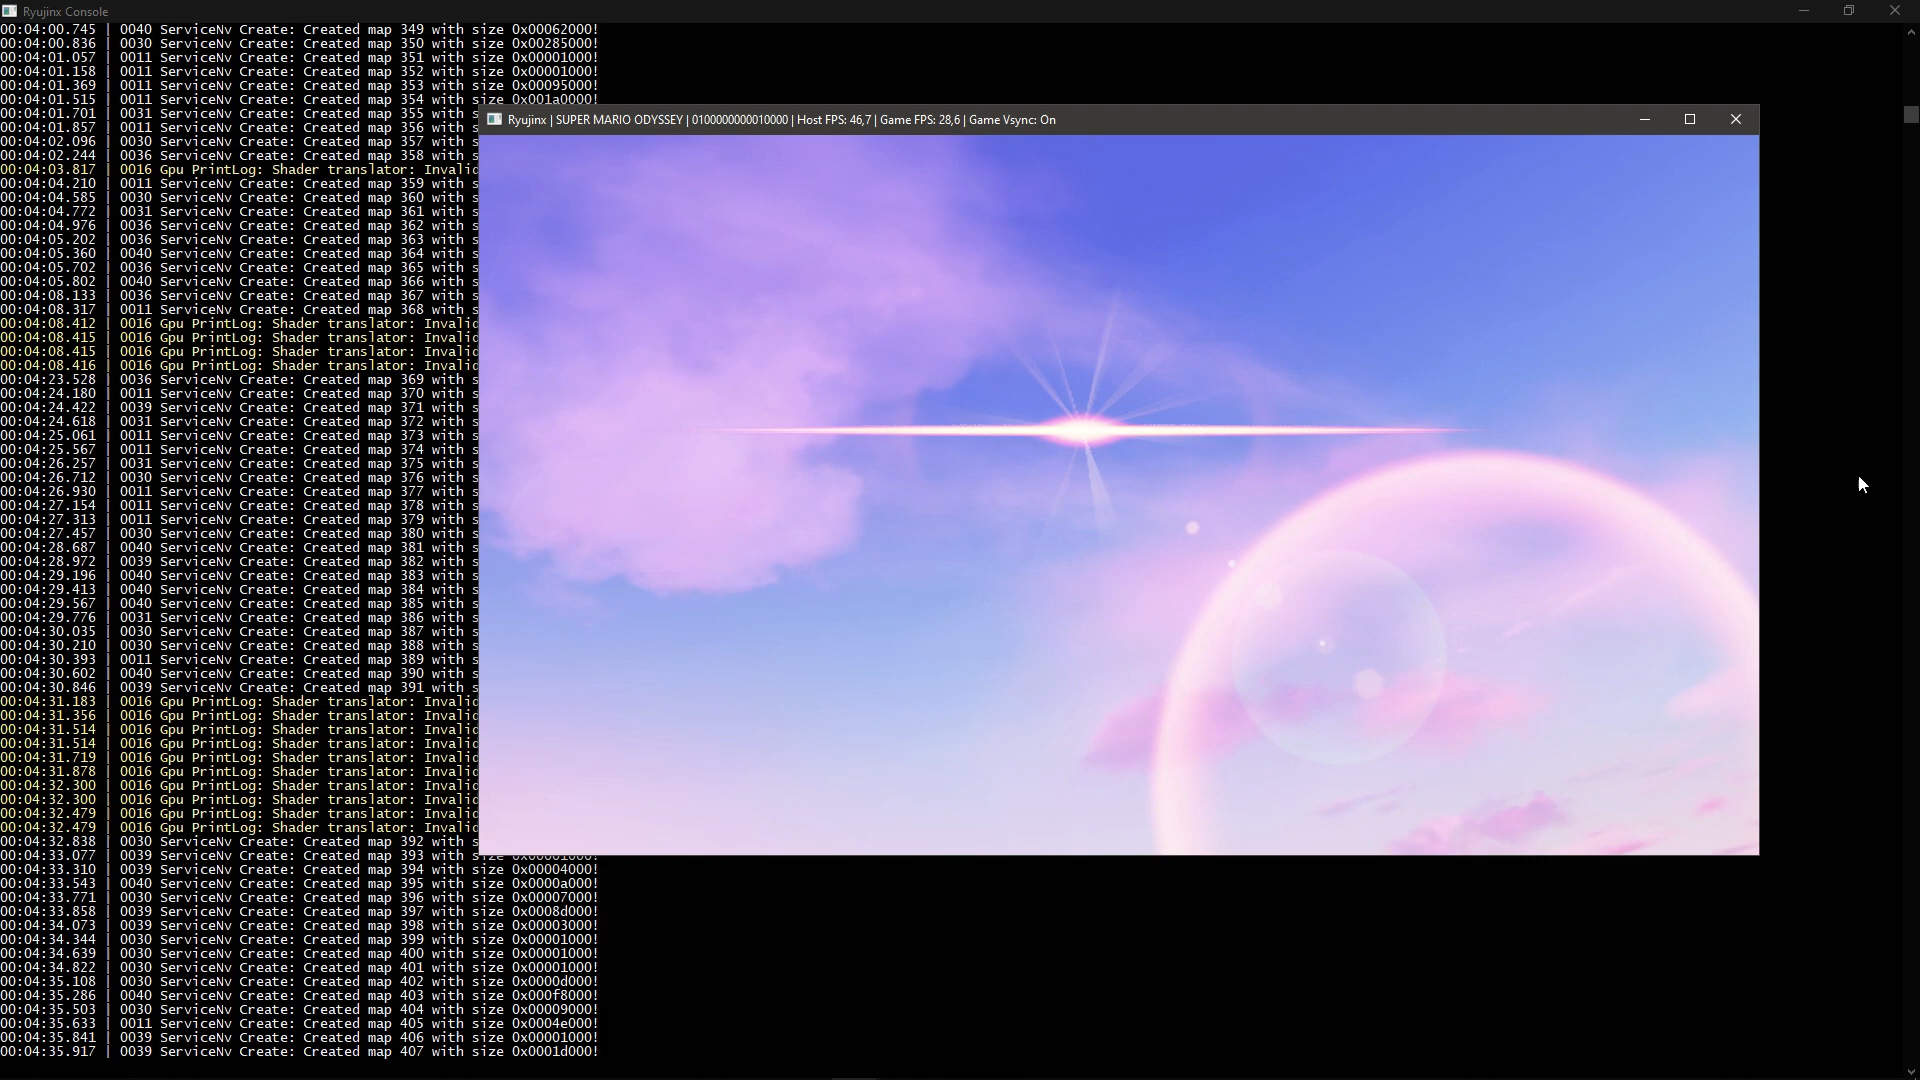 Ryujinx Console
00:04:00.745 | 0040 ServiceNv Create: Created map 349 with size 0x00062000!
00:04:00.836 | 0030 ServiceNv Create: Created map 350 with size 0x00285000!
00:04:01.057 | 0011 ServiceNv Create: Created map 351 with size 0x00001000!
00:04:01.158 | 0011 ServiceNv Create: Created map 352 with size 0x00001000!
00:04:01.369 | 0011 ServiceNv Create: Created map 353 with size 0x00095000!
00:04:01.515 | 0011 ServiceNv Create: Created map 354 with size 0x001a0000!
00:04:01.701 | 0031 ServiceNv Create: Created map 355 with s
Ryujinx | SUPER MARIO ODYSSEY | 0100000000010000 | Host FPS: 46,7 | Game FPS: 28,6 | Game Vsync: On
00:04:01.857 | 0011 ServiceNv Create: Created map 356 with s
00:04:02.096 | 0030 ServiceNv Create: Created map 357 with s
00:04:02.244 | 0036 ServiceNv Create: Created map 358 with s
00:04:03.817 | 0016 Gpu PrintLog: Shader translator: Invalid
00:04:04.210 | 0011 ServiceNv Create: Created map 359 with s
00:04:04.585 | 0030 ServiceNv Create: Created map 360 with s
00:04:04.772 | 0031 ServiceNv Create: Created map 361 with s
00:04:04.976 | 0036 ServiceNv Create: Created map 362 with s
00:04:05.202 | 0036 ServiceNv Create: Created map 363 with s
00:04:05.360 | 0040 ServiceNv Create: Created map 364 with s
00:04:05.702 | 0036 ServiceNv Create: Created map 365 with s
00:04:05.802 | 0040 ServiceNv Create: Created map 366 with s
00:04:08.133 | 0036 ServiceNv Create: Created map 367 with s
00:04:08.317 | 0011 ServiceNv Create: Created map 368 with s
00:04:08.412 | 0016 Gpu PrintLog: Shader translator: Invalid
00:04:08.415 | 0016 Gpu PrintLog: Shader translator: Invalid
00:04:08.415 | 0016 Gpu PrintLog: Shader translator: Invalid
00:04:08.416 | 0016 Gpu PrintLog: Shader translator: Invalid
00:04:23.528 | 0036 ServiceNv Create: Created map 369 with s
00:04:24.180 | 0011 ServiceNv Create: Created map 370 with s
00:04:24.422 | 0039 ServiceNv Create: Created map 371 with s
00:04:24.618 | 0031 ServiceNv Create: Created map 372 with s
00:04:25.061 | 0011 ServiceNv Create: Created map 373 with s
00:04:25.567 | 0011 ServiceNv Create: Created map 374 with s
00:04:26.257 | 0031 ServiceNv Create: Created map 375 with s
00:04:26.712 | 0030 ServiceNv Create: Created map 376 with s
00:04:26.930 | 0011 ServiceNv Create: Created map 377 with s
00:04:27.154 | 0011 ServiceNv Create: Created map 378 with s
00:04:27.313 | 0011 ServiceNv Create: Created map 379 with s
00:04:27.457 | 0030 ServiceNv Create: Created map 380 with s
00:04:28.687 | 0040 ServiceNv Create: Created map 381 with s
00:04:28.972 | 0039 ServiceNv Create: Created map 382 with s
00:04:29.196 | 0040 ServiceNv Create: Created map 383 with s
00:04:29.413 | 0040 ServiceNv Create: Created map 384 with s
00:04:29.567 | 0040 ServiceNv Create: Created map 385 with s
00:04:29.776 | 0031 ServiceNv Create: Created map 386 with s
00:04:30.035 | 0030 ServiceNv Create: Created map 387 with s
00:04:30.210 | 0030 ServiceNv Create: Created map 388 with s
00:04:30.393 | 0011 ServiceNv Create: Created map 389 with s
00:04:30.602 | 0040 ServiceNv Create: Created map 390 with s
00:04:30.846 | 0039 ServiceNv Create: Created map 391 with s
00:04:31.183 | 0016 Gpu PrintLog: Shader translator: Invalid
00:04:31.356 | 0016 Gpu PrintLog: Shader translator: Invalid
00:04:31.514 | 0016 Gpu PrintLog: Shader translator: Invalid
00:04:31.514 | 0016 Gpu PrintLog: Shader translator: Invalid
00:04:31.719 | 0016 Gpu PrintLog: Shader translator: Invalid
00:04:31.878 | 0016 Gpu PrintLog: Shader translator: Invalid
00:04:32.300 | 0016 Gpu PrintLog: Shader translator: Invalid
00:04:32.300 | 0016 Gpu PrintLog: Shader translator: Invalid
00:04:32.479 | 0016 Gpu PrintLog: Shader translator: Invalid
00:04:32.479 | 0016 Gpu PrintLog: Shader translator: Invalid
00:04:32.838 | 0030 ServiceNv Create: Created map 392 with s
00:04:33.077 | 0039 ServiceNv Create: Created map 393 with size 0x00001000!
00:04:33.310 | 0039 ServiceNv Create: Created map 394 with size 0x00004000!
00:04:33.543 | 0040 ServiceNv Create: Created map 395 with size 0x0000a000!
00:04:33.771 | 0030 ServiceNv Create: Created map 396 with size 0x00007000!
00:04:33.858 | 0039 ServiceNv Create: Created map 397 with size 0x0008d000!
00:04:34.073 | 0039 ServiceNv Create: Created map 398 with size 0x00003000!
00:04:34.344 | 0030 ServiceNv Create: Created map 399 with size 0x00001000!
00:04:34.639 | 0030 ServiceNv Create: Created map 400 with size 0x00001000!
00:04:34.822 | 0030 ServiceNv Create: Created map 401 with size 0x00001000!
00:04:35.108 | 0030 ServiceNv Create: Created map 402 with size 0x0000d000!
00:04:35.286 | 0040 ServiceNv Create: Created map 403 with size 0x000f8000!
00:04:35.503 | 0030 ServiceNv Create: Created map 404 with size 0x00009000!
00:04:35.633 | 0011 ServiceNv Create: Created map 405 with size 0x0004e000!
00:04:35.841 | 0039 ServiceNv Create: Created map 406 with size 0x00001000!
00:04:35.917 | 0039 ServiceNv Create: Created map 407 with size 0x0001d000!